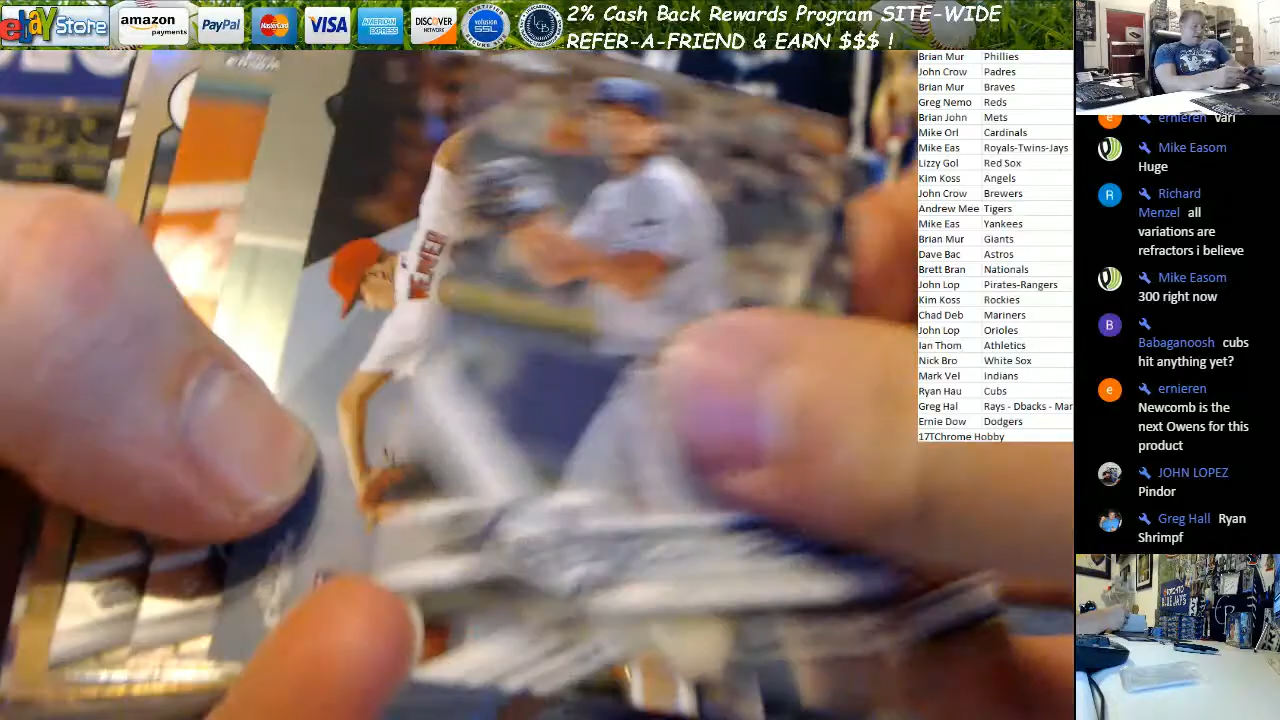 ebay Store
amazon payments
PayPal
MasterCard
VISA
AMERICAN EXPRESS
DISCOVER NETWORK
volusion SSL
2% Cash Back Rewards Program SITE-WIDE
REFER-A-FRIEND & EARN $$$ !
Brian Mur Phillies
John Crow Padres
Brian Mur Braves
Greg Nemo Reds
Brian John Mets
Mike Orl Cardinals
Mike Eas Royals-Twins-Jays
Lizzy Gol Red Sox
Kim Koss Angels
John Crow Brewers
Andrew Mee Tigers
Mike Eas Yankees
Brian Mur Giants
Dave Bac Astros
Brett Bran Nationals
John Lop Pirates-Rangers
Kim Koss Rockies
Chad Deb Mariners
John Lop Orioles
Ian Thom Athletics
Nick Bro White Sox
Mark Vel Indians
Ryan Hau Cubs
Greg Hal Rays - Dbacks - Mar
Ernie Dow Dodgers
17TChrome Hobby
ernieren vari
Mike Easom
Huge
Richard
Menzel all
variations are
refractors i believe
Mike Easom
300 right now
Babaganoosh cubs
hit anything yet?
ernieren
Newcomb is the
next Owens for this
product
JOHN LOPEZ
Pindor
Greg Hall Ryan
Shrimpf
BLUE JAYS